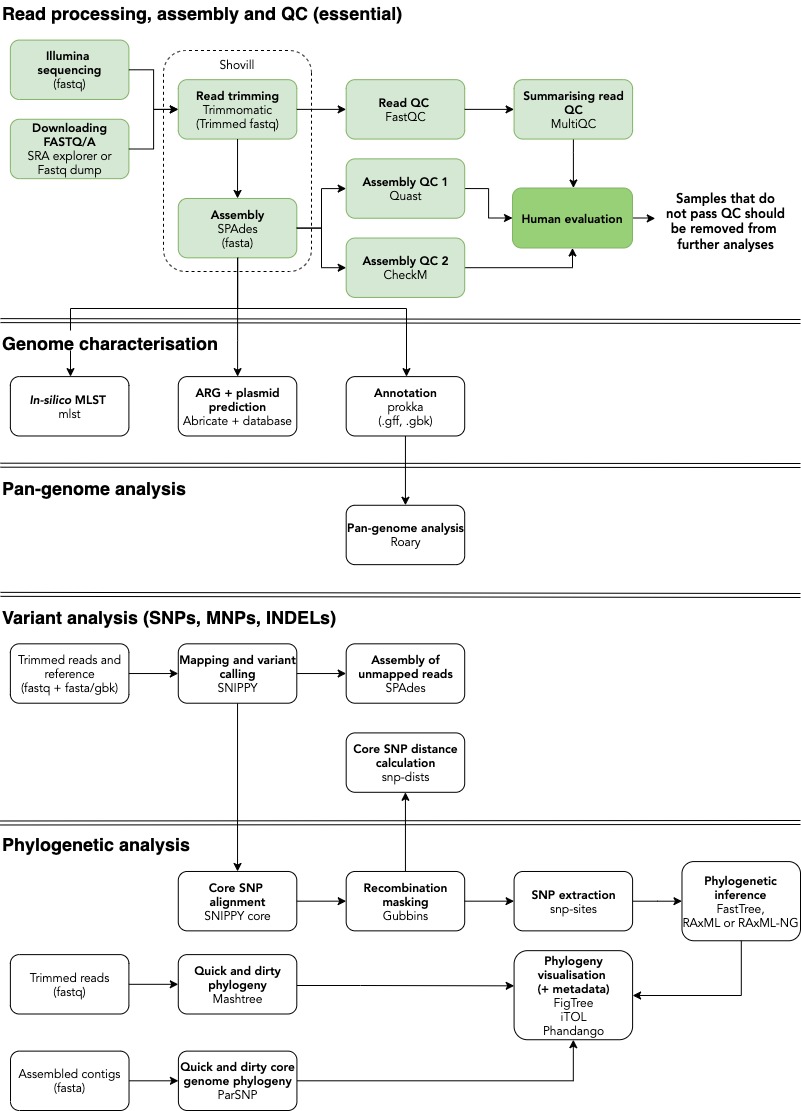 Read processing, assembly and QC (essential)
Illumina
sequencing
(fastq)
Downloading
FASTQ/A
SRA explorer or
Fastq dump
Shovill
Read trimming
Trimmomatic
(Trimmed fastq)
Assembly
SPAdes
(fasta)
Read QC
FastQC
Assembly QC 1
Quast
Assembly QC 2
CheckM
Summarising read
QC
MultiQC
Human evaluation
Samples that do
not pass QC should
be removed from
further analyses
Genome characterisation
In-silico MLST
mlst
ARG + plasmid
prediction
Abricate + database
Annotation
prokka
(.gff, .gbk)
Pan-genome analysis
Pan-genome analysis
Roary
Variant analysis (SNPs, MNPs, INDELs)
Trimmed reads and
reference
(fastq + fasta/gbk)
Mapping and variant
calling
SNIPPY
Assembly of
unmapped reads
SPAdes
Core SNP distance
calculation
snp-dists
Phylogenetic analysis
Core SNP
alignment
SNIPPY core
Recombination
masking
Gubbins
SNP extraction
snp-sites
Phylogenetic
inference
FastTree,
RAxML or RAxML-NG
Trimmed reads
(fastq)
Quick and dirty
phylogeny
Mashtree
Phylogeny
visualisation
(+ metadata)
FigTree
iTOL
Phandango
Assembled contigs
(fasta)
Quick and dirty core
genome phylogeny
ParSNP